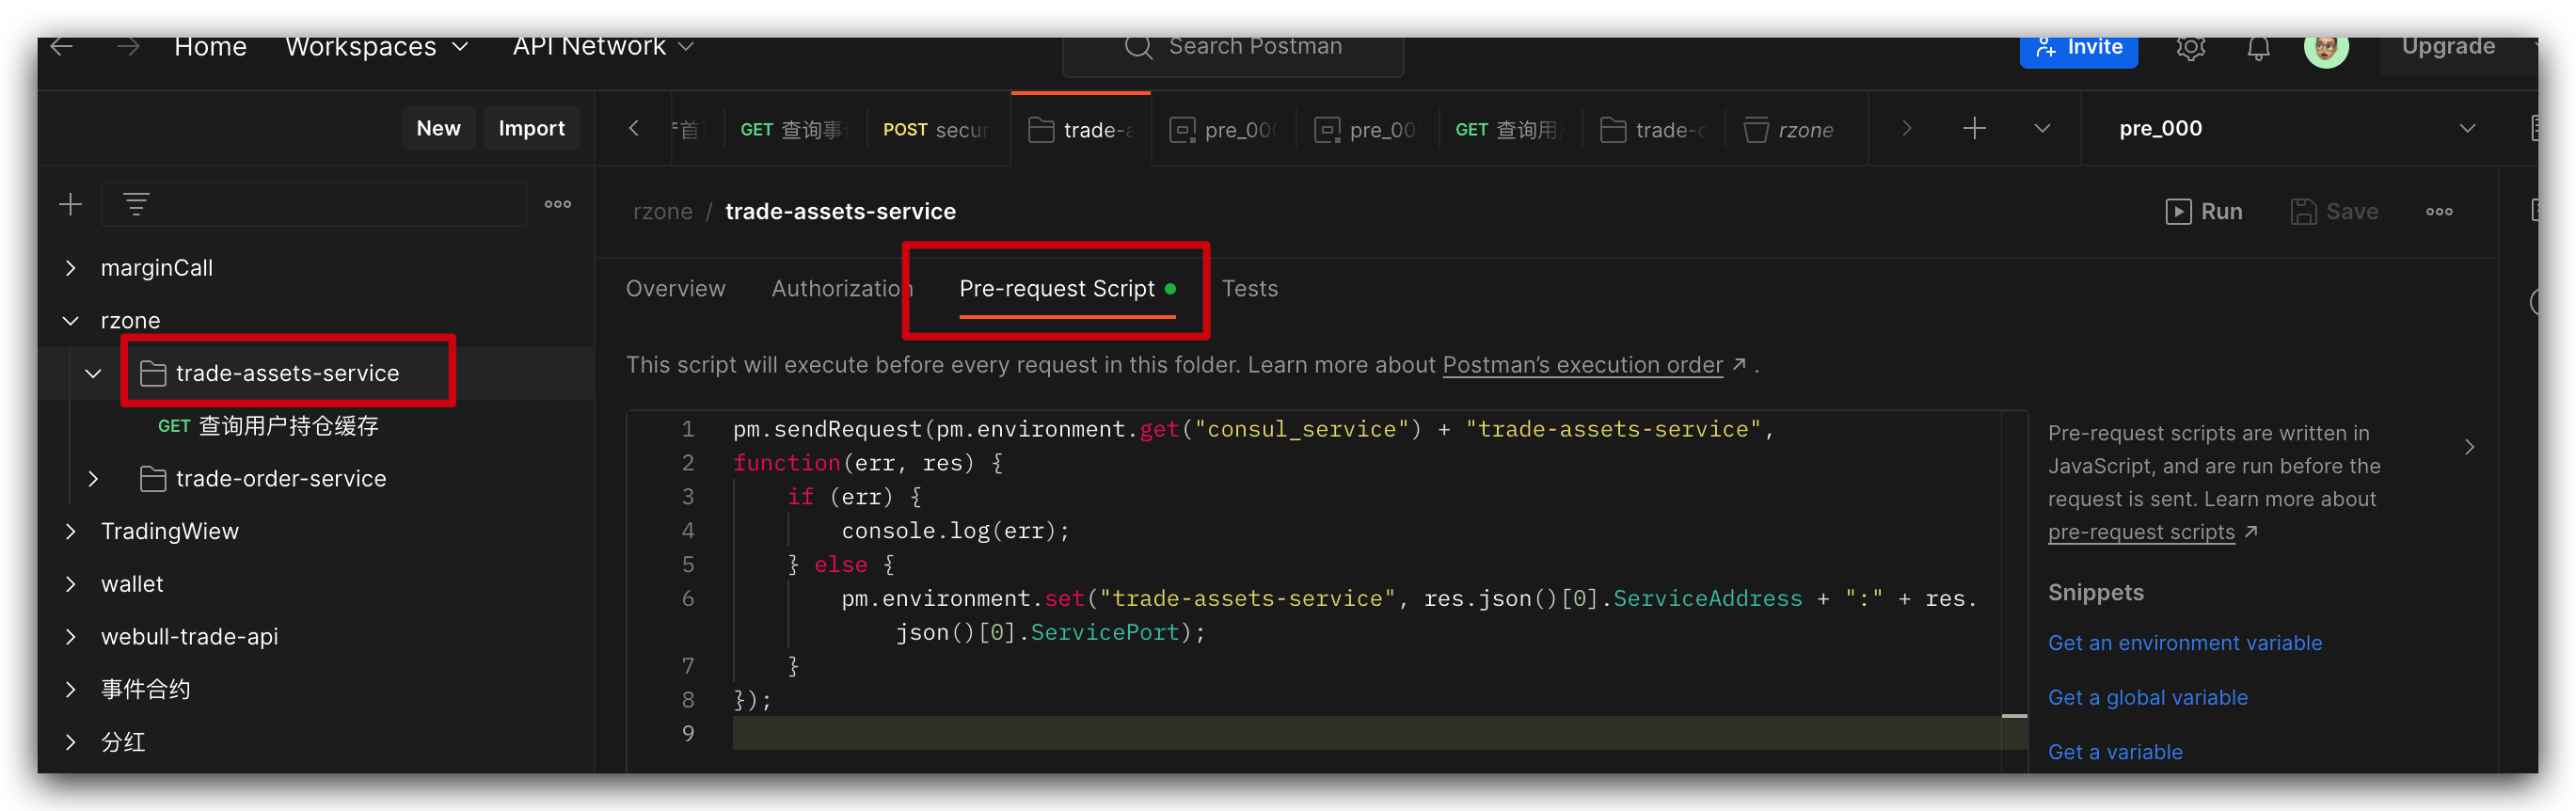 Home Workspaces API Network Search Postman Invite Upgrade
New Import GET 查询事 POST secur trade-a pre_00 pre_00 GET 查询用 trade-o rzone pre_000
rzone / trade-assets-service Run Save
marginCall
rzone
trade-assets-service
GET 查询用户持仓缓存
trade-order-service
TradingWiew
wallet
webull-trade-api
事件合约
分红
Overview Authorization Pre-request Script Tests
This script will execute before every request in this folder. Learn more about Postman’s execution order ↗ .
1 pm.sendRequest(pm.environment.get("consul_service") + "trade-assets-service",
2 function(err, res) {
3 if (err) {
4 console.log(err);
5 } else {
6 pm.environment.set("trade-assets-service", res.json()[0].ServiceAddress + ":" + res.
json()[0].ServicePort);
7 }
8 });
9
Pre-request scripts are written in
JavaScript, and are run before the
request is sent. Learn more about
pre-request scripts ↗
Snippets
Get an environment variable
Get a global variable
Get a variable